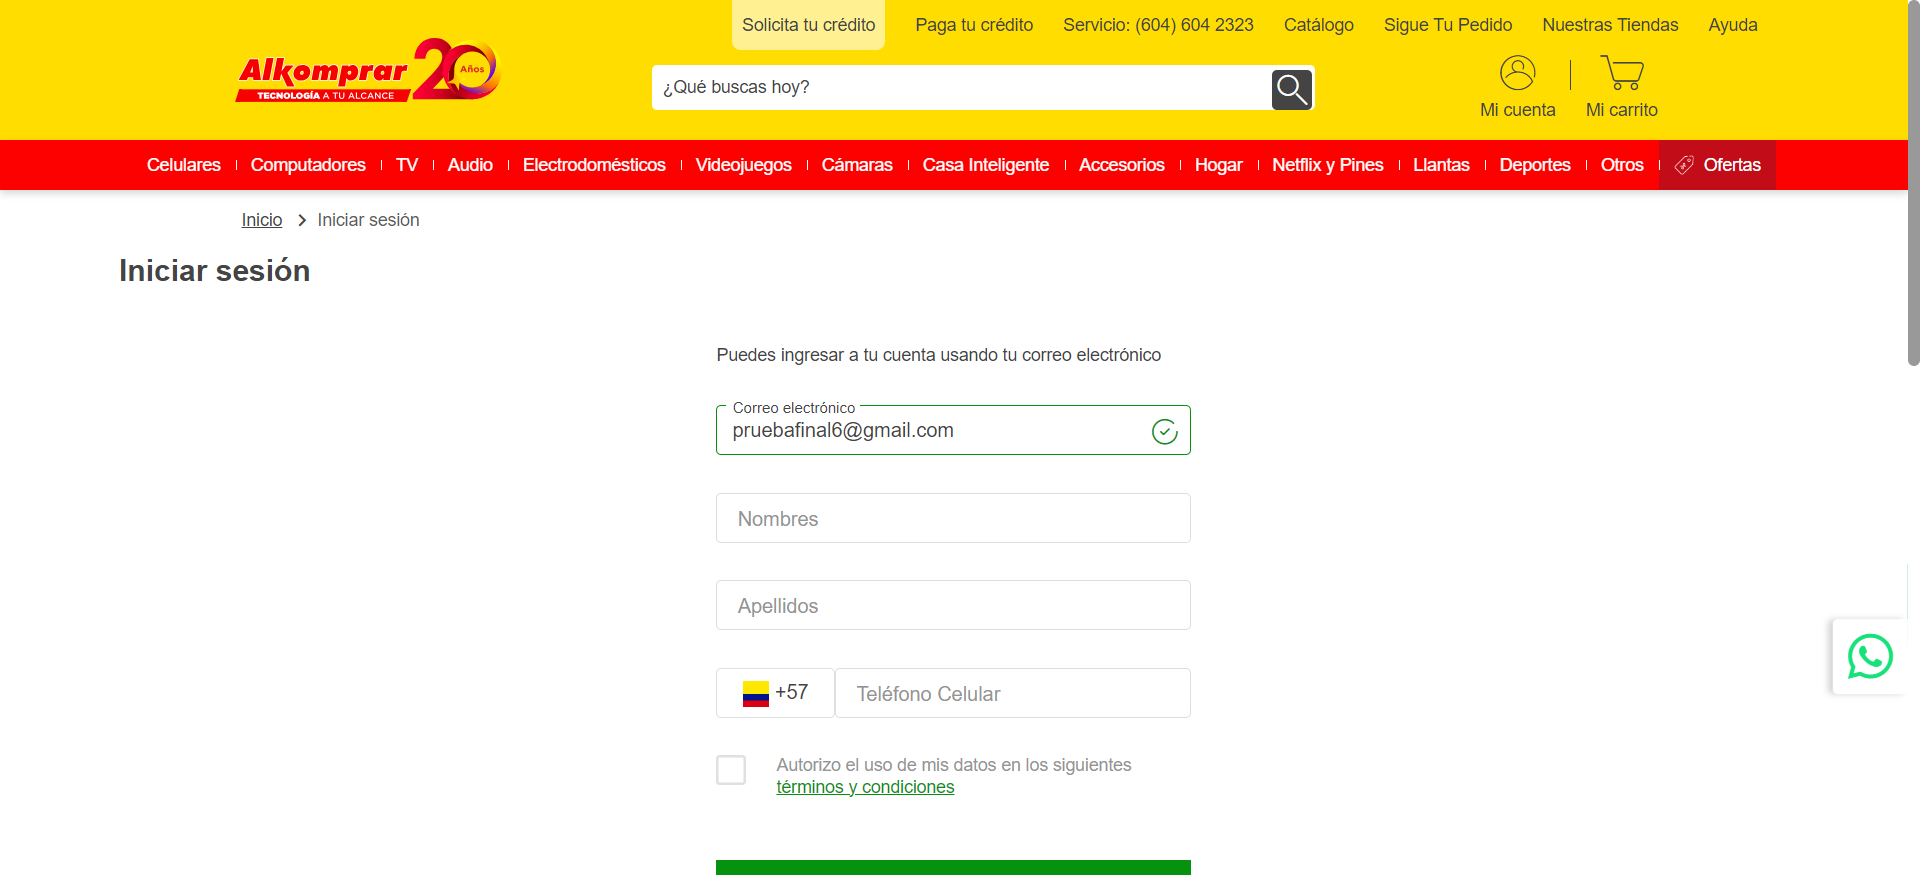 Solicita tu crédito
Paga tu crédito
Servicio: (604) 604 2323
Catálogo
Sigue Tu Pedido
Nuestras Tiendas
Ayuda
Alkomprar 20 Años
TECNOLOGÍA A TU ALCANCE
¿Qué buscas hoy?
Mi cuenta
Mi carrito
Celulares
Computadores
TV
Audio
Electrodomésticos
Videojuegos
Cámaras
Casa Inteligente
Accesorios
Hogar
Netflix y Pines
Llantas
Deportes
Otros
Ofertas
Inicio > Iniciar sesión
Iniciar sesión
Puedes ingresar a tu cuenta usando tu correo electrónico
Correo electrónico
pruebafinal6@gmail.com
Nombres
Apellidos
+57
Teléfono Celular
Autorizo el uso de mis datos en los siguientes
términos y condiciones